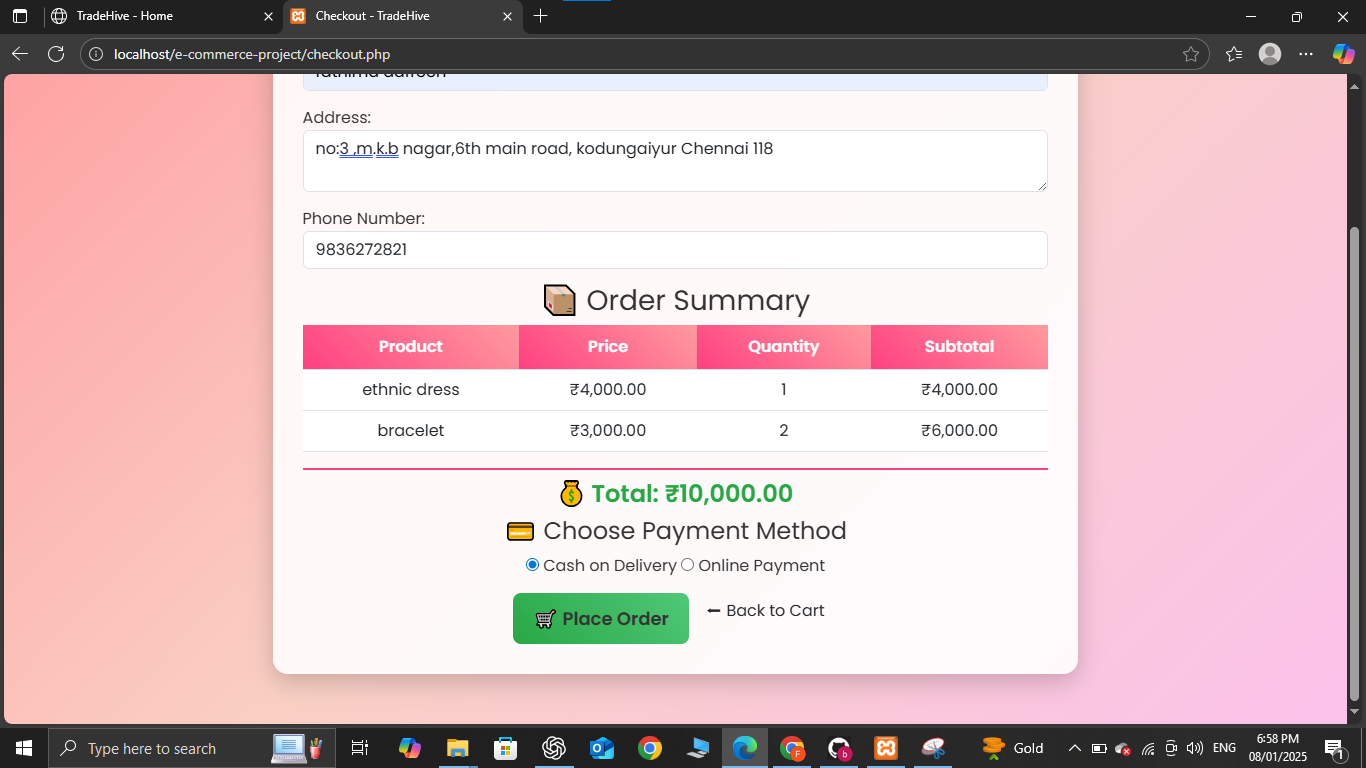 TradeHive - Home
Checkout - TradeHive
localhost/e-commerce-project/checkout.php
Address:
no:3 ,m.k.b nagar,6th main road, kodungaiyur Chennai 118
Phone Number:
9836272821
Order Summary
Product Price Quantity Subtotal
ethnic dress ₹4,000.00 1 ₹4,000.00
bracelet ₹3,000.00 2 ₹6,000.00
Total: ₹10,000.00
Choose Payment Method
Cash on Delivery Online Payment
Place Order Back to Cart
Type here to search
Gold
ENG
6:58 PM
08/01/2025
1